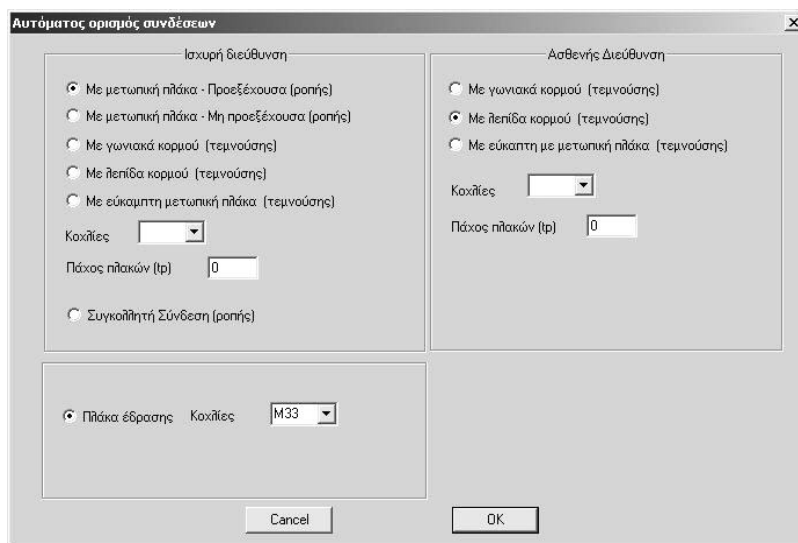 Αυτόματος ορισμός συνδέσεων
Ισχυρή διεύθυνση
Με μετωπική πλάκα - Προεξέχουσα (ροπής)
Με μετωπική πλάκα - Μη προεξέχουσα (ροπής)
Με γωνιακά κορμού (τεμνούσης)
Με λεπίδα κορμού (τεμνούσης)
Με εύκαμπτη μετωπική πλάκα (τεμνούσης)
Κοχλίες
Πάχος πλακών (tp) 0
Συγκολλητή Σύνδεση (ροπής)
Ασθενής Διεύθυνση
Με γωνιακά κορμού (τεμνούσης)
Με λεπίδα κορμού (τεμνούσης)
Με εύκαπτη με μετωπική πλάκα (τεμνούσης)
Κοχλίες
Πάχος πλακών (tp) 0
Πλάκα έδρασης Κοχλίες M33
Cancel OK